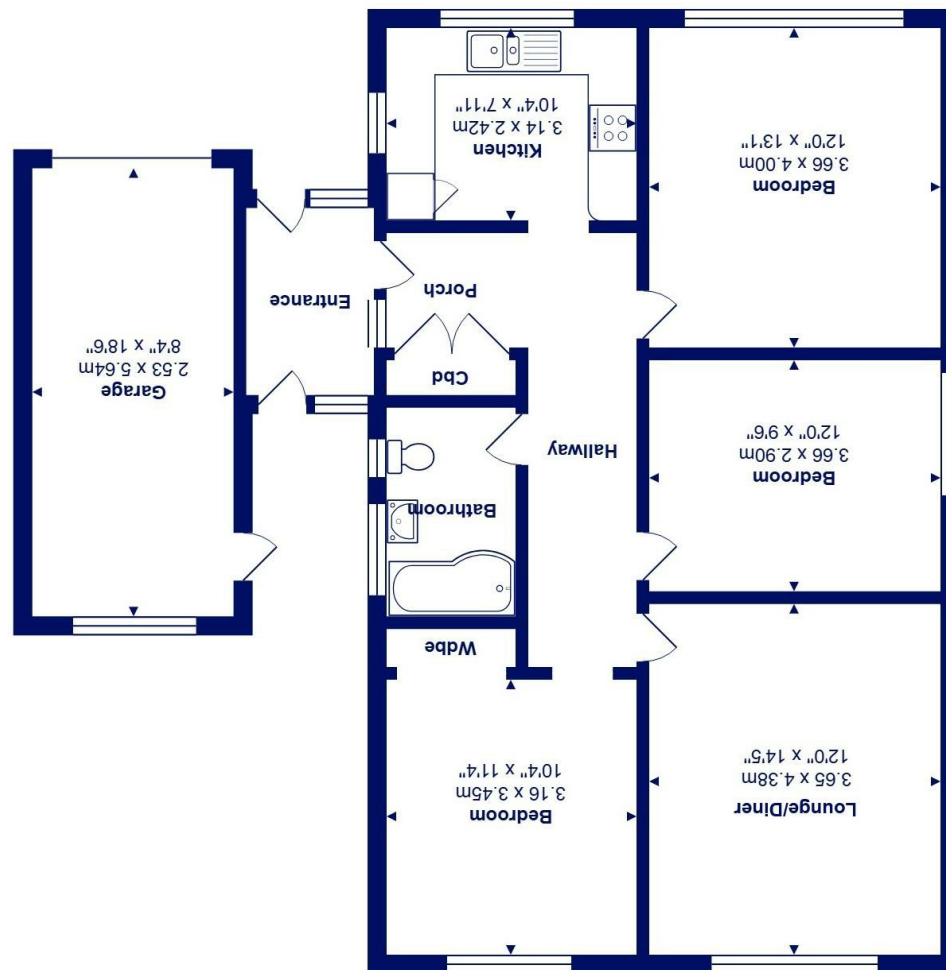 Lounge/Diner
3.65 x 4.38m
12'0" x 14'5"
Bedroom
3.16 x 3.45m
10'4" x 11'4"
Wdbe
Bathroom
Bedroom
3.66 x 2.90m
12'0" x 9'6"
Hallway
Cbd
Garage
2.53 x 5.64m
8'4" x 18'6"
Porch
Entrance
Bedroom
3.66 x 4.00m
12'0" x 13'1"
Kitchen
3.14 x 2.42m
10'4" x 7'11"